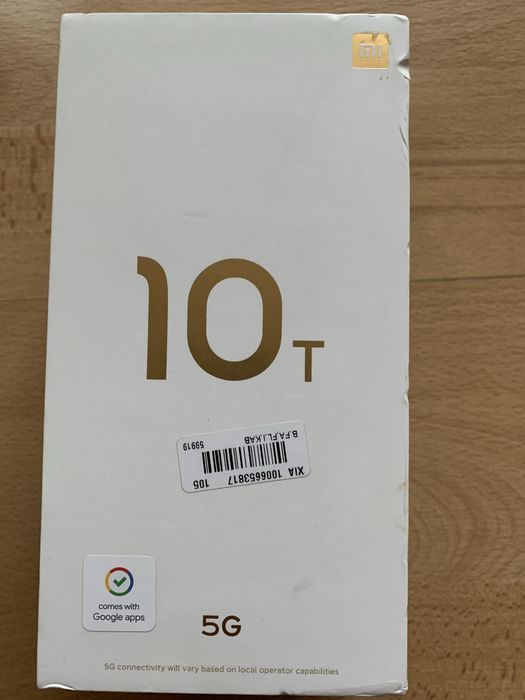 mi
10T
XIA 1006653817 105
B,FA,FL,I,KAB 59919
comes with
Google apps
5G
5G connectivity will vary based on local operator capabilities